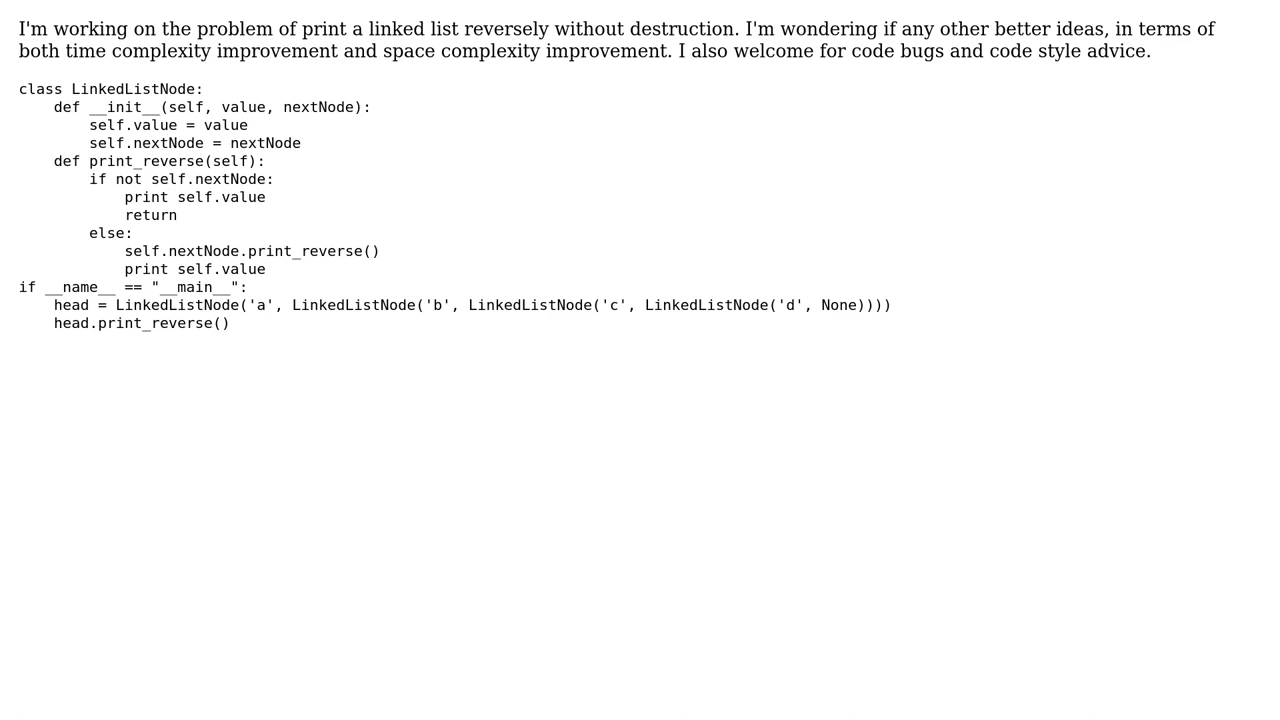 I'm working on the problem of print a linked list reversely without destruction. I'm wondering if any other better ideas, in terms of
both time complexity improvement and space complexity improvement. I also welcome for code bugs and code style advice.
class LinkedListNode:
    def __init__(self, value, nextNode):
        self.value = value
        self.nextNode = nextNode
    def print_reverse(self):
        if not self.nextNode:
            print self.value
            return
        else:
            self.nextNode.print_reverse()
            print self.value
if __name__ == "__main__":
    head = LinkedListNode('a', LinkedListNode('b', LinkedListNode('c', LinkedListNode('d', None))))
    head.print_reverse()